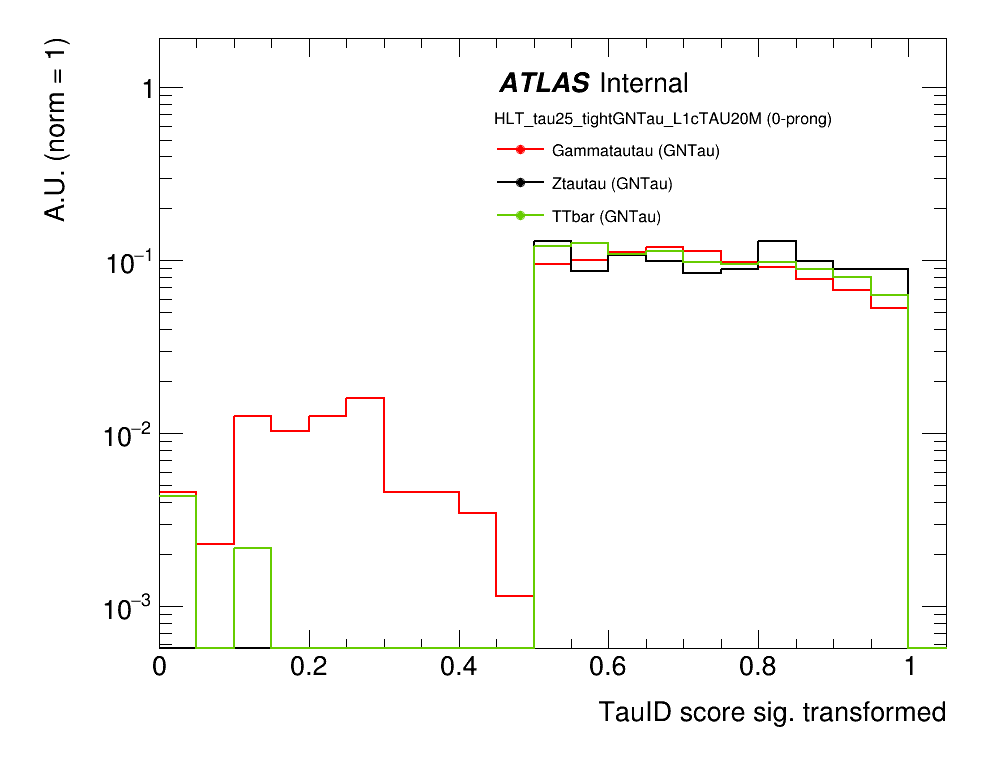 A.U. (norm = 1)
ATLAS Internal
HLT_tau25_tightGNTau_L1cTAU20M (0-prong)
Gammatautau (GNTau)
Ztautau (GNTau)
TTbar (GNTau)
1
10⁻¹
10⁻²
10⁻³
0 0.2 0.4 0.6 0.8 1
TauID score sig. transformed